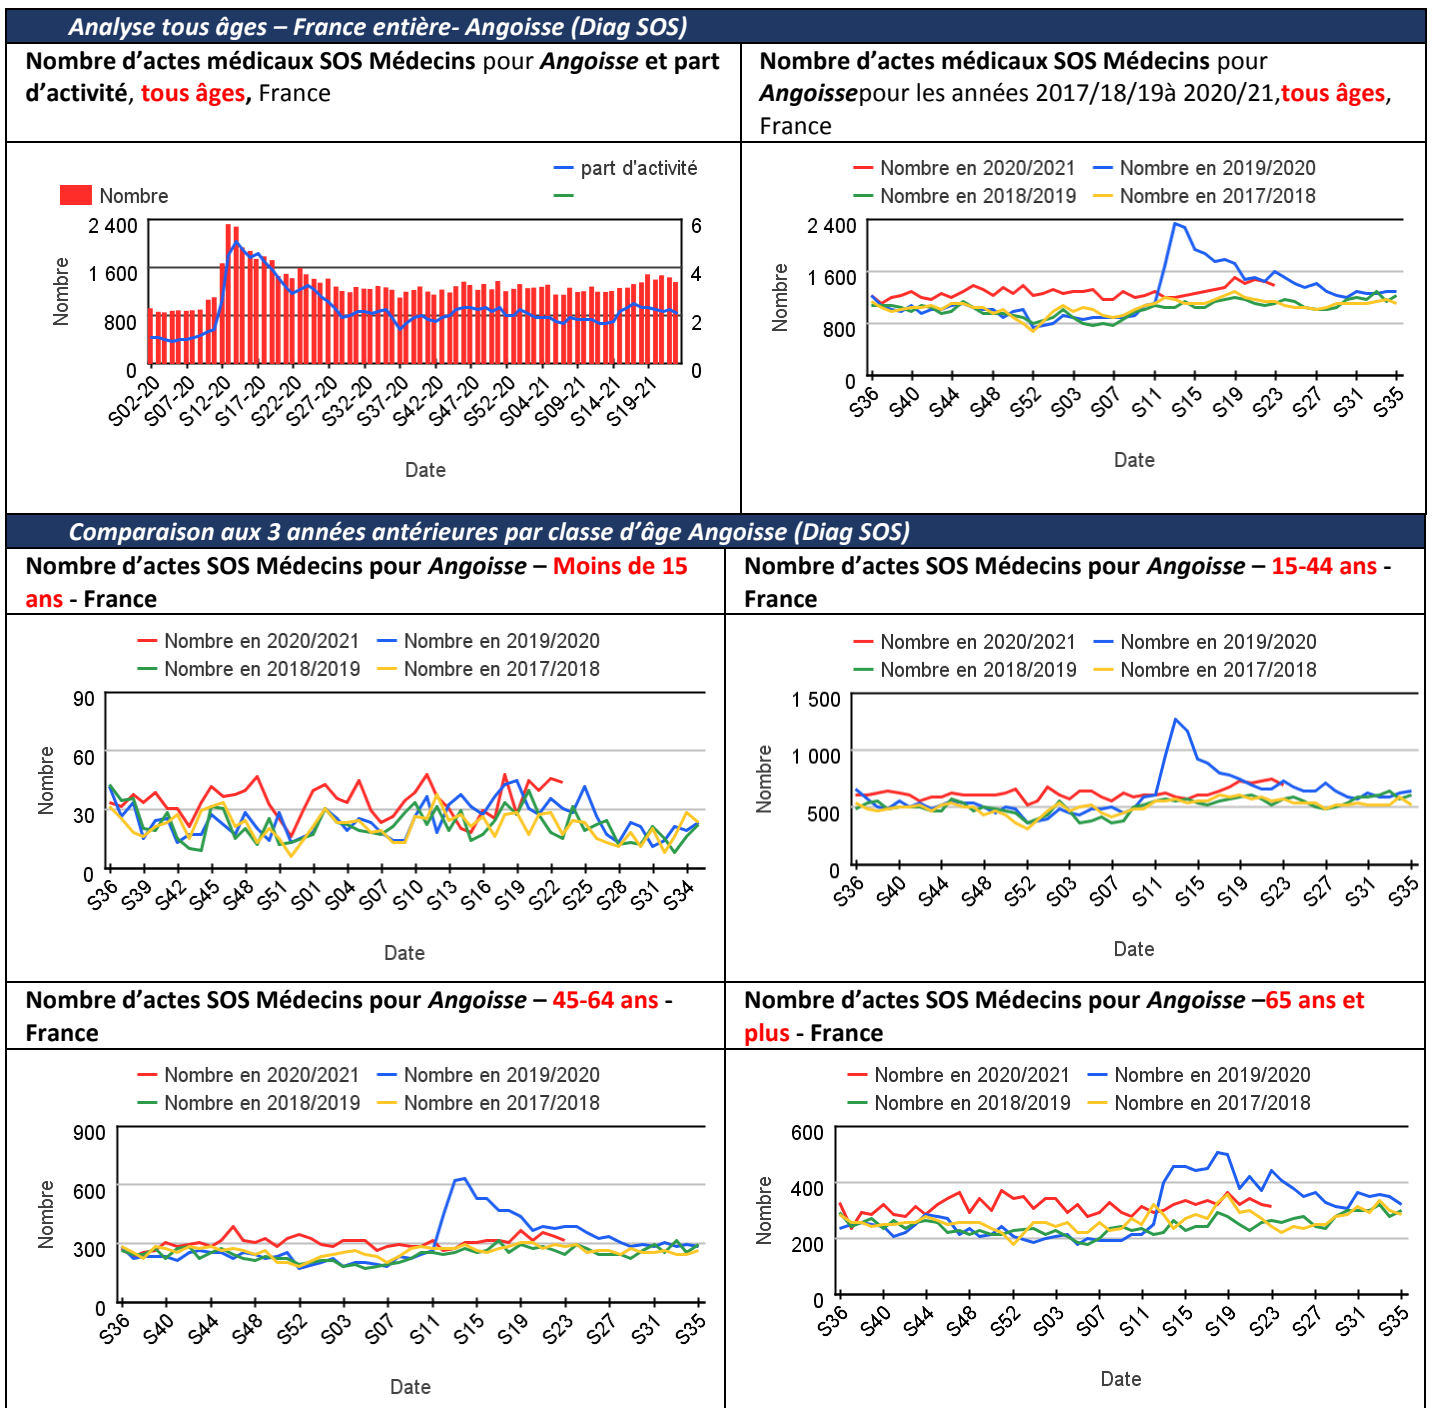 Analyse tous âges – France entière- Angoisse (Diag SOS)
Nombre d'actes médicaux SOS Médecins pour Angoisse et part
d'activité, tous âges, France
Nombre d'actes médicaux SOS Médecins pour
Angoissepour les années 2017/18/19à 2020/21,tous âges,
France
part d'activité
Nombre
2 400
1 600
800
0
6
4
2
0
Nombre
S02-20
S07-20
S12-20
S17-20
S22-20
S27-20
S32-20
S37-20
S42-20
S47-20
S52-20
S04-21
S09-21
S14-21
S19-21
Date
Nombre en 2020/2021
Nombre en 2019/2020
Nombre en 2018/2019
Nombre en 2017/2018
2 400
1 600
800
0
Nombre
S36
S40
S44
S48
S52
S03
S07
S11
S15
S19
S23
S27
S31
S35
Date
Comparaison aux 3 années antérieures par classe d'âge Angoisse (Diag SOS)
Nombre d'actes SOS Médecins pour Angoisse – Moins de 15
ans - France
Nombre d'actes SOS Médecins pour Angoisse – 15-44 ans -
France
Nombre en 2020/2021
Nombre en 2019/2020
Nombre en 2018/2019
Nombre en 2017/2018
90
60
30
0
Nombre
S36
S39
S42
S45
S48
S51
S01
S04
S07
S10
S13
S16
S19
S22
S25
S28
S31
S34
Date
Nombre en 2020/2021
Nombre en 2019/2020
Nombre en 2018/2019
Nombre en 2017/2018
1 500
1 000
500
0
Nombre
S36
S40
S44
S48
S52
S03
S07
S11
S15
S19
S23
S27
S31
S35
Date
Nombre d'actes SOS Médecins pour Angoisse – 45-64 ans -
France
Nombre d'actes SOS Médecins pour Angoisse –65 ans et
plus - France
Nombre en 2020/2021
Nombre en 2019/2020
Nombre en 2018/2019
Nombre en 2017/2018
900
600
300
0
Nombre
S36
S40
S44
S48
S52
S03
S07
S11
S15
S19
S23
S27
S31
S35
Date
Nombre en 2020/2021
Nombre en 2019/2020
Nombre en 2018/2019
Nombre en 2017/2018
600
400
200
0
Nombre
S36
S40
S44
S48
S52
S03
S07
S11
S15
S19
S23
S27
S31
S35
Date